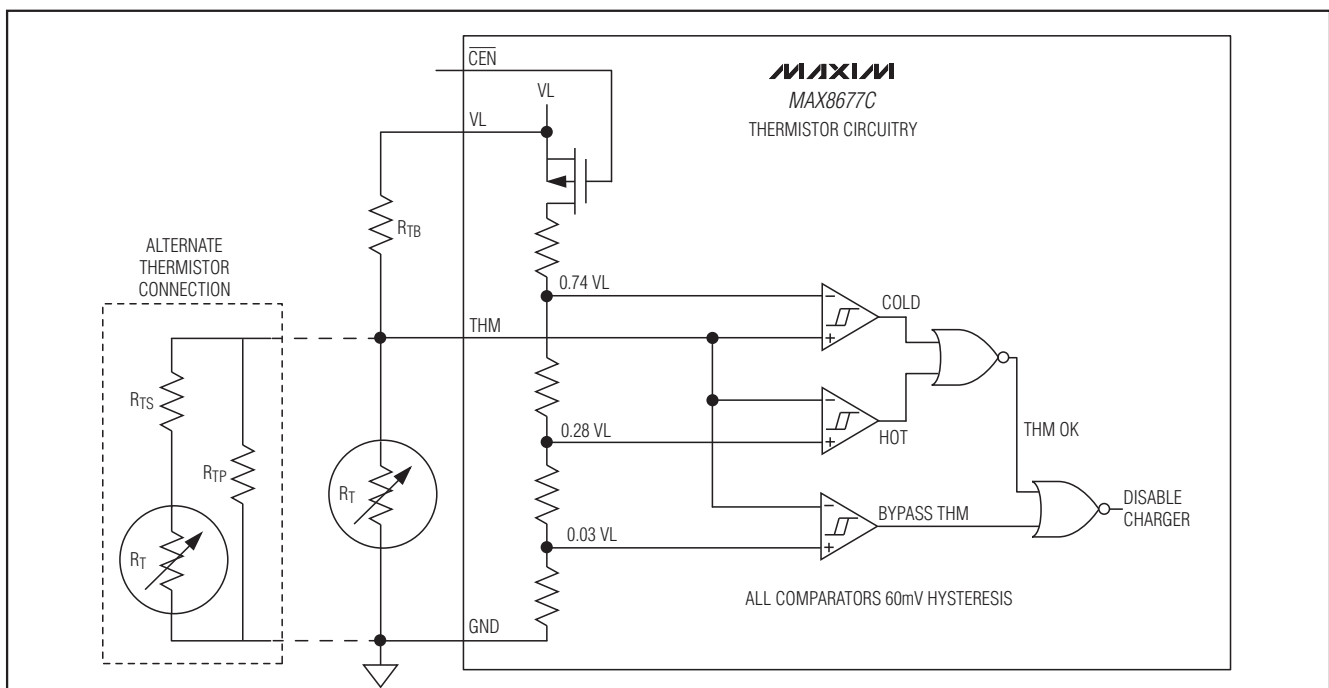 CEN
MAXIM
MAX8677C
THERMISTOR CIRCUITRY
VL
VL
RTB
ALTERNATE
THERMISTOR
CONNECTION
0.74 VL
COLD
THM
RTS
RTP
RT
RT
0.28 VL
HOT
THM OK
BYPASS THM
DISABLE
CHARGER
0.03 VL
ALL COMPARATORS 60mV HYSTERESIS
GND